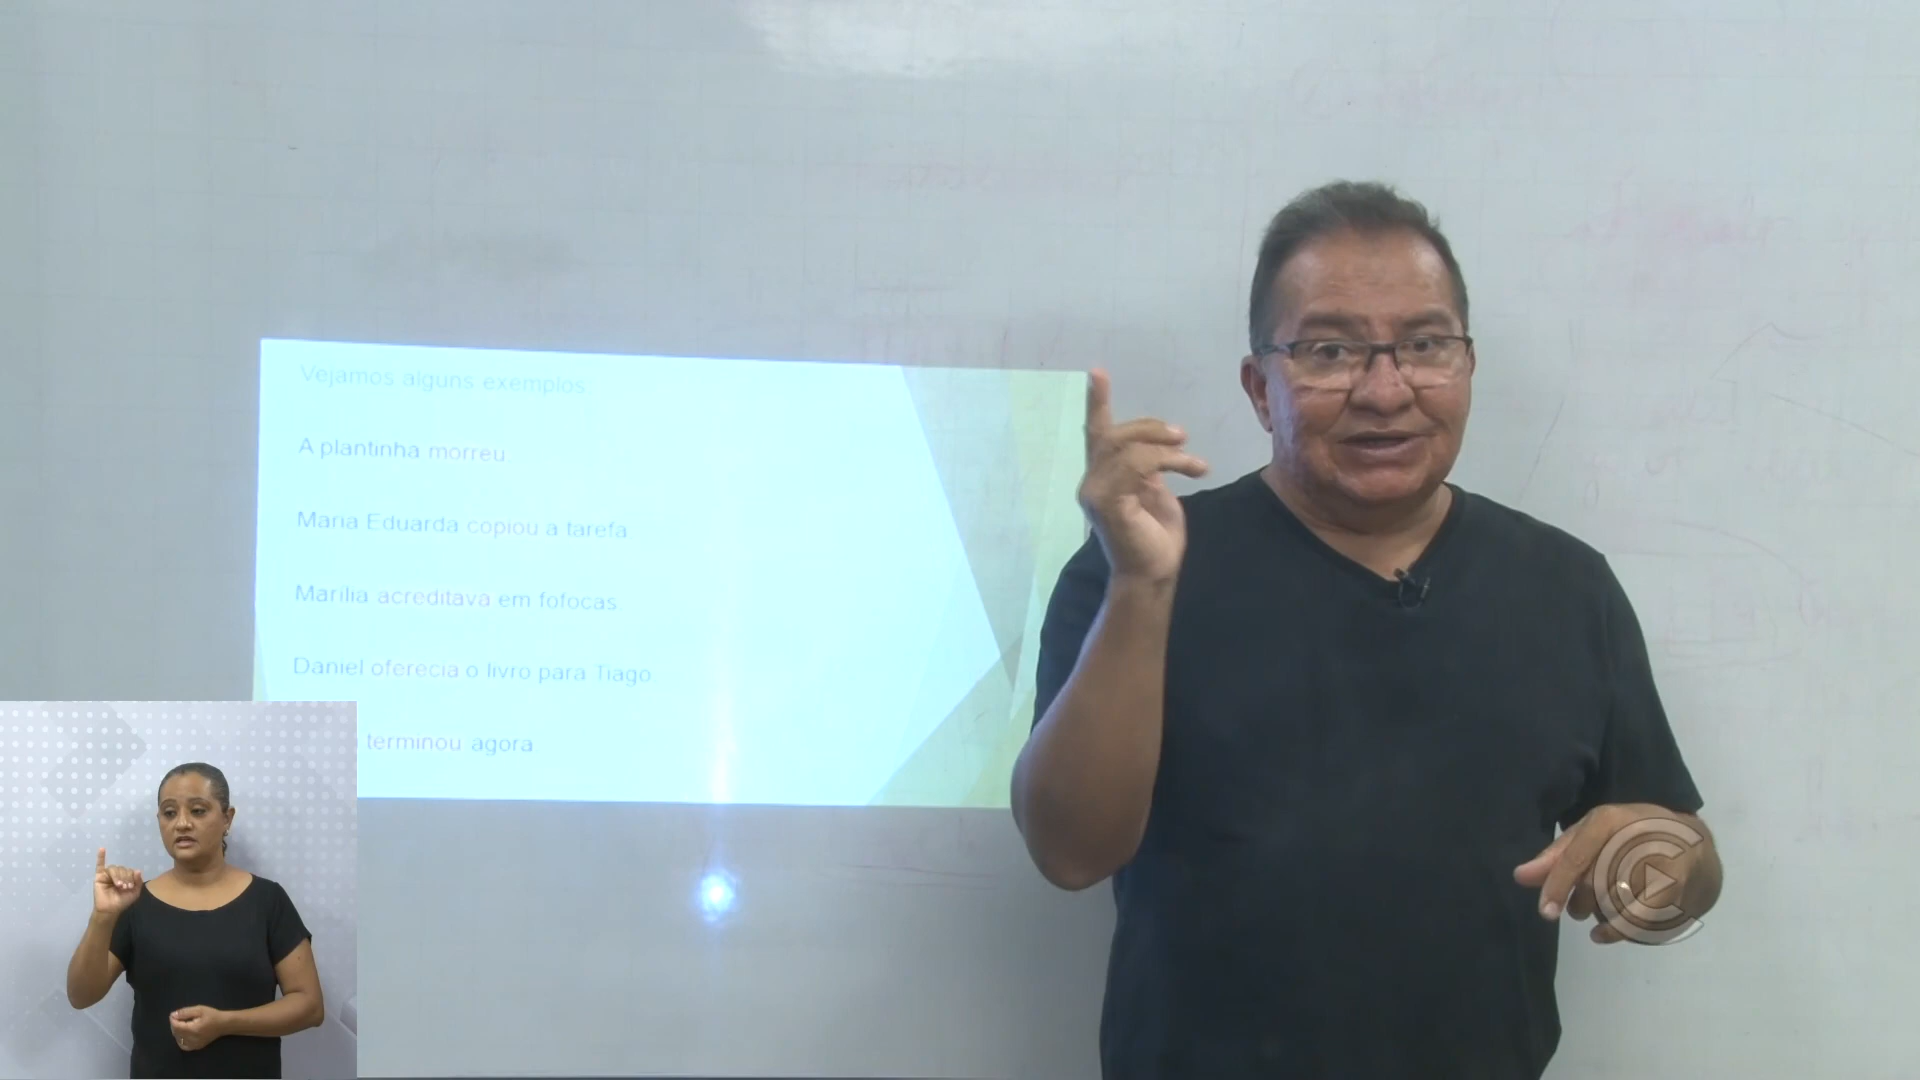 Vejamos alguns exemplos:
A plantinha morreu.
Maria Eduarda copiou a tarefa
Marília acreditava em fofocas.
Daniel oferecia o livro para Tiago.
terminou agora